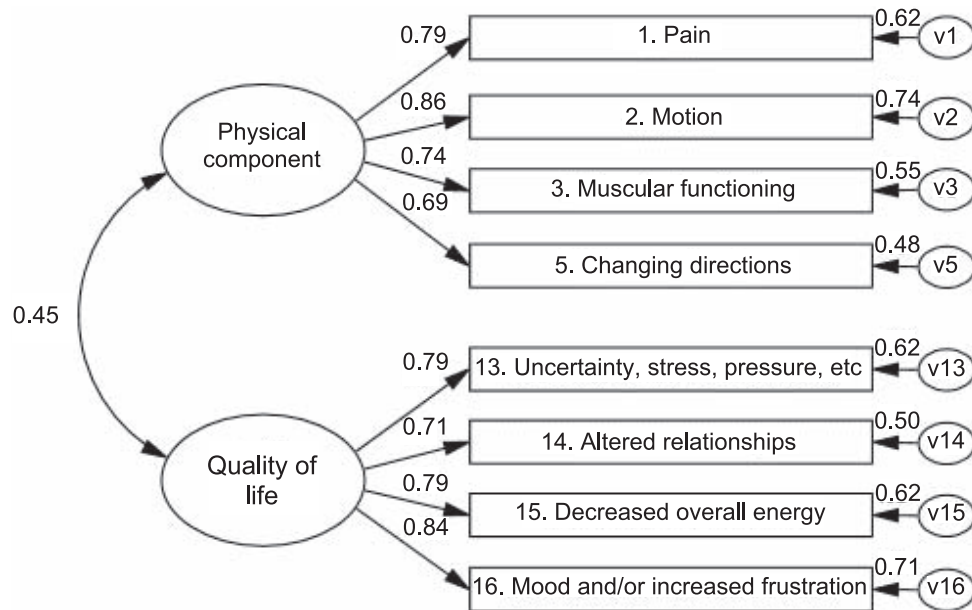 0.62
0.79
1. Pain
v1
0.86
0.74
2. Motion
v2
Physical
component
0.74
0.55
3. Muscular functioning
v3
0.69
0.48
5. Changing directions
v5
0.45
0.79
0.62
13. Uncertainty, stress, pressure, etc
v13
0.71
0.50
14. Altered relationships
v14
Quality of
life
0.79
0.62
15. Decreased overall energy
v15
0.84
0.71
16. Mood and/or increased frustration
v16